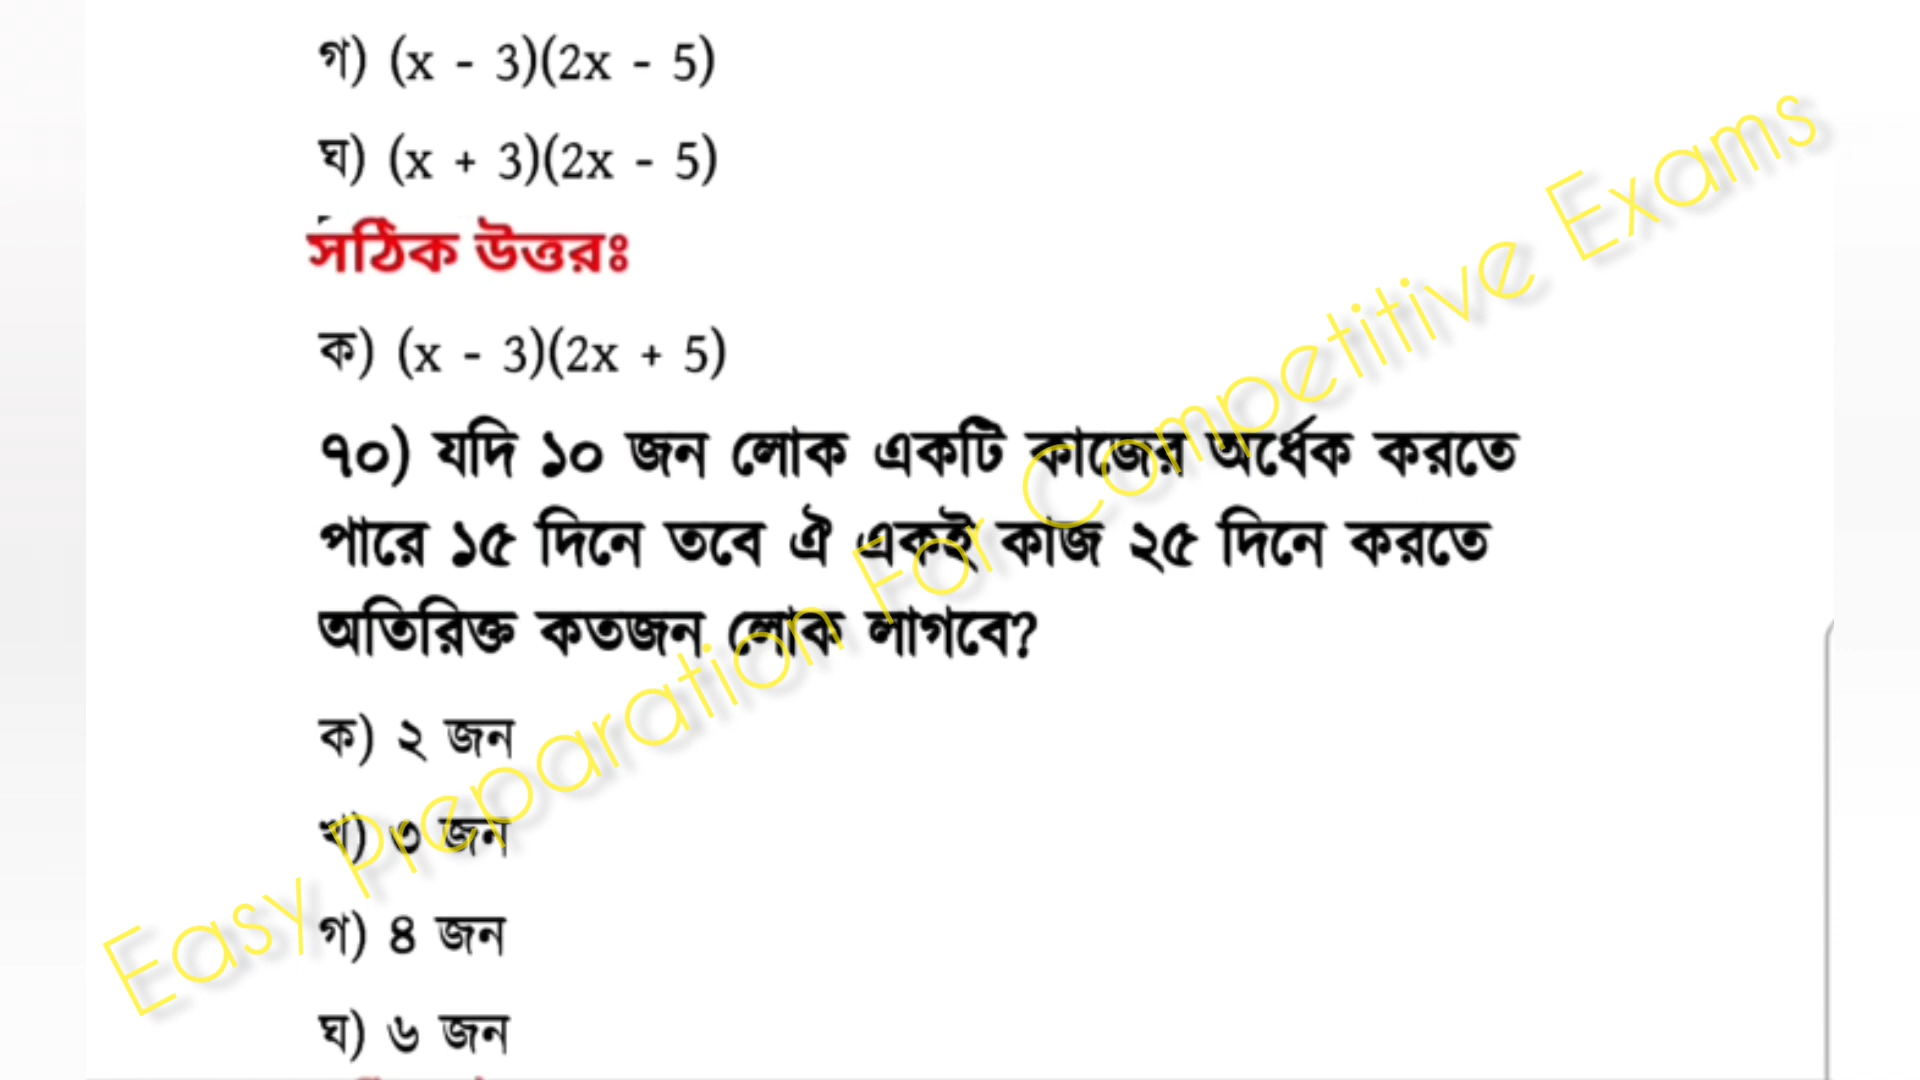 গ) (x - 3)(2x - 5)
ঘ) (x + 3)(2x - 5)
সঠিক উত্তরঃ
ক) (x - 3)(2x + 5)
৭০) যদি ১০ জন লোক একটি কাজের অর্ধেক করতে
পারে ১৫ দিনে তবে ঐ একই কাজ ২৫ দিনে করতে
অতিরিক্ত কতজন লোক লাগবে?
ক) ২ জন
খ) ৩ জন
গ) ৪ জন
ঘ) ৬ জন
Easy Preparation For Competitive Exams